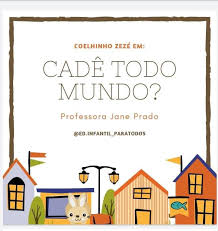 COELHINHO ZEZÉ EM:
CADÊ TODO
MUNDO?
Professora Jane Prado
@ED.INFANTIL_PARATODOS